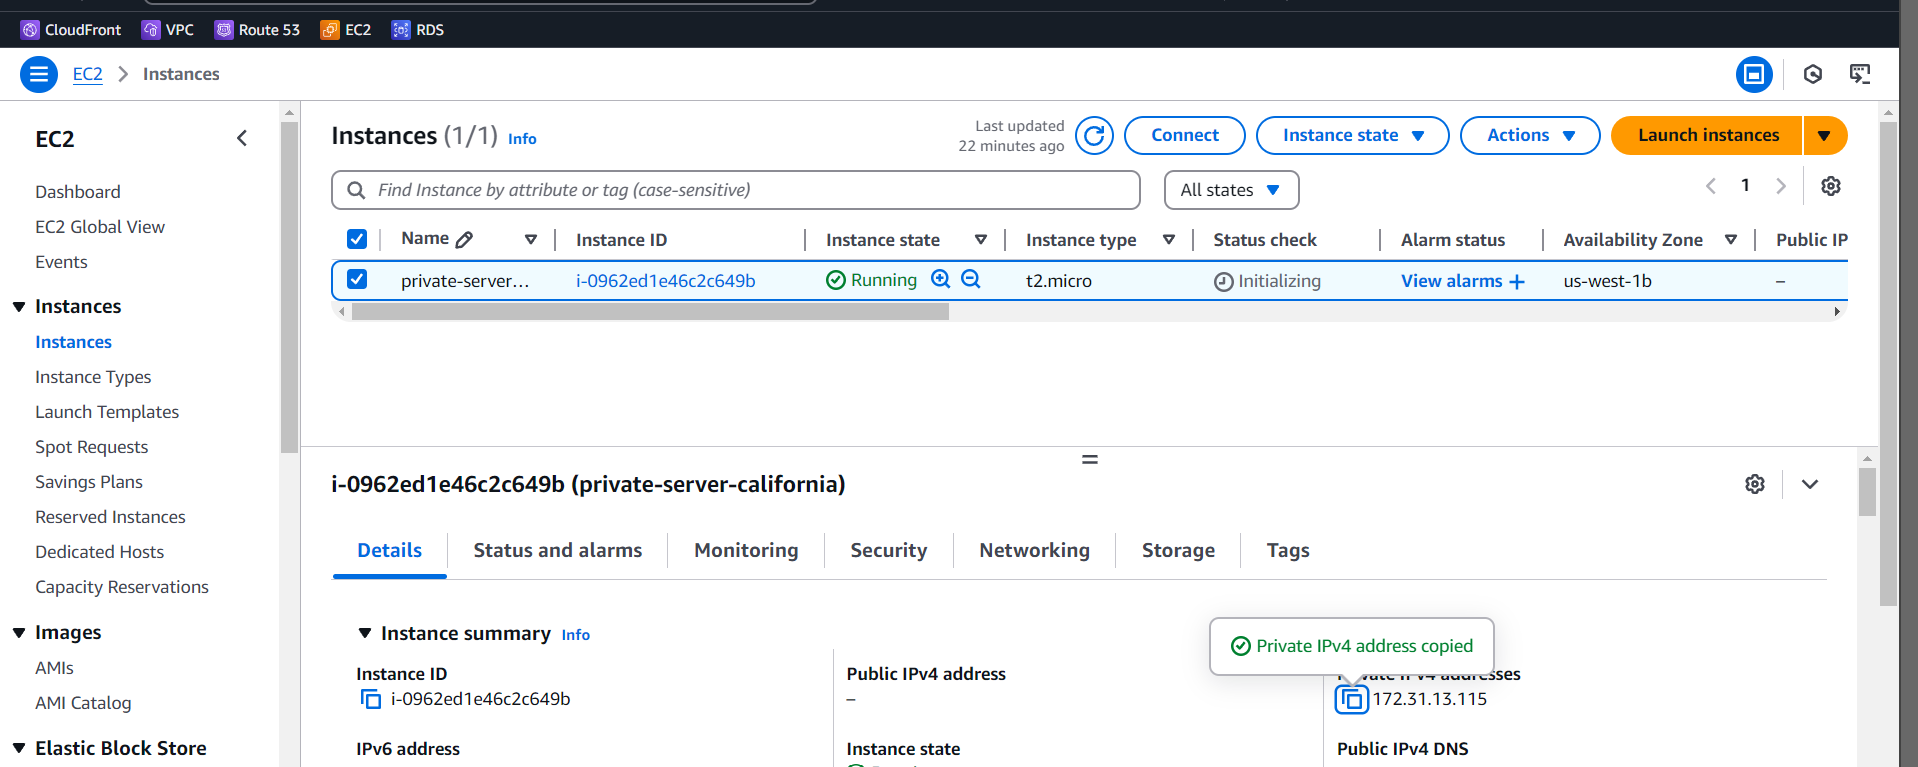 CloudFront VPC Route 53 EC2 RDS
EC2 Instances
EC2
Dashboard
EC2 Global View
Events
Instances
Instances
Instance Types
Launch Templates
Spot Requests
Savings Plans
Reserved Instances
Dedicated Hosts
Capacity Reservations
Images
AMIs
AMI Catalog
Elastic Block Store
Instances (1/1) Info
Last updated
22 minutes ago
Connect Instance state Actions Launch instances
Find Instance by attribute or tag (case-sensitive) All states 1
Name Instance ID Instance state Instance type Status check Alarm status Availability Zone Public IP
private-server... i-0962ed1e46c2c649b Running t2.micro Initializing View alarms + us-west-1b –
i-0962ed1e46c2c649b (private-server-california)
Details Status and alarms Monitoring Security Networking Storage Tags
Instance summary Info
Private IPv4 address copied
Instance ID Public IPv4 address Private IPv4 addresses
i-0962ed1e46c2c649b – 172.31.13.115
IPv6 address Instance state Public IPv4 DNS